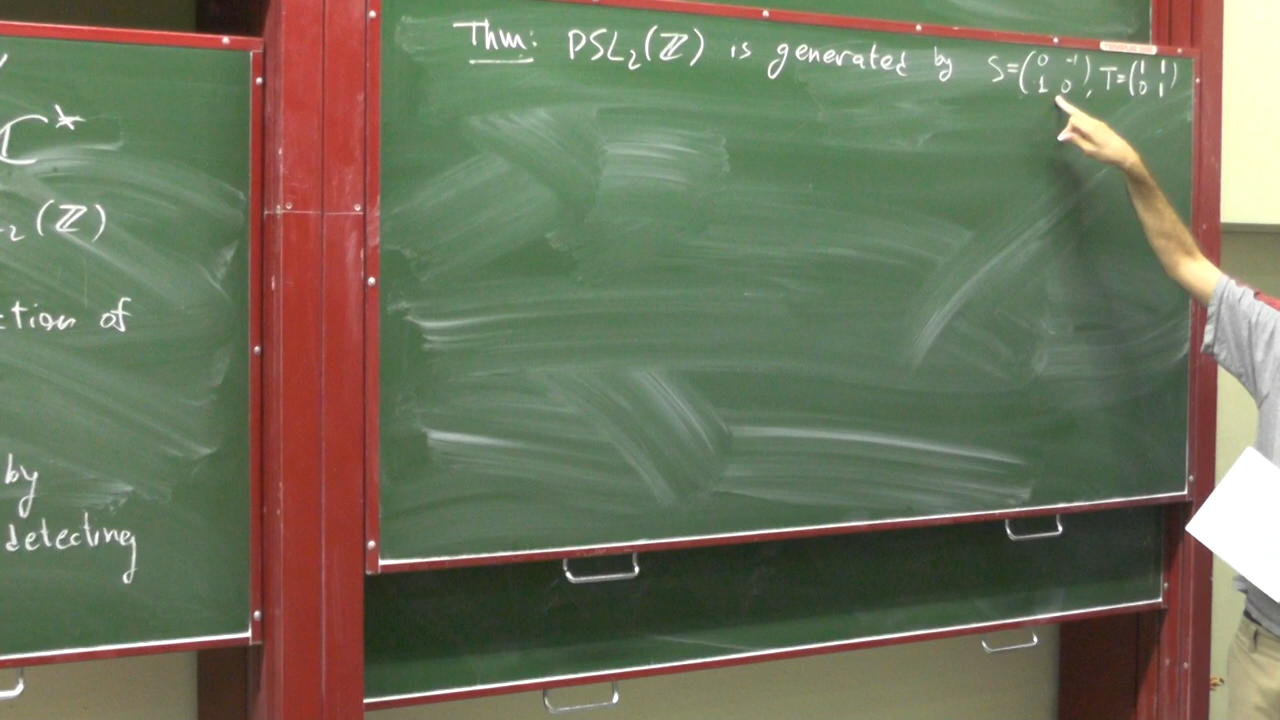 ℂ*
₂(ℤ)
ction of
by
detecting
Thm: PSL₂(ℤ) is generated by S=(0 -1; 1 0), T=(1 1; 0 1)